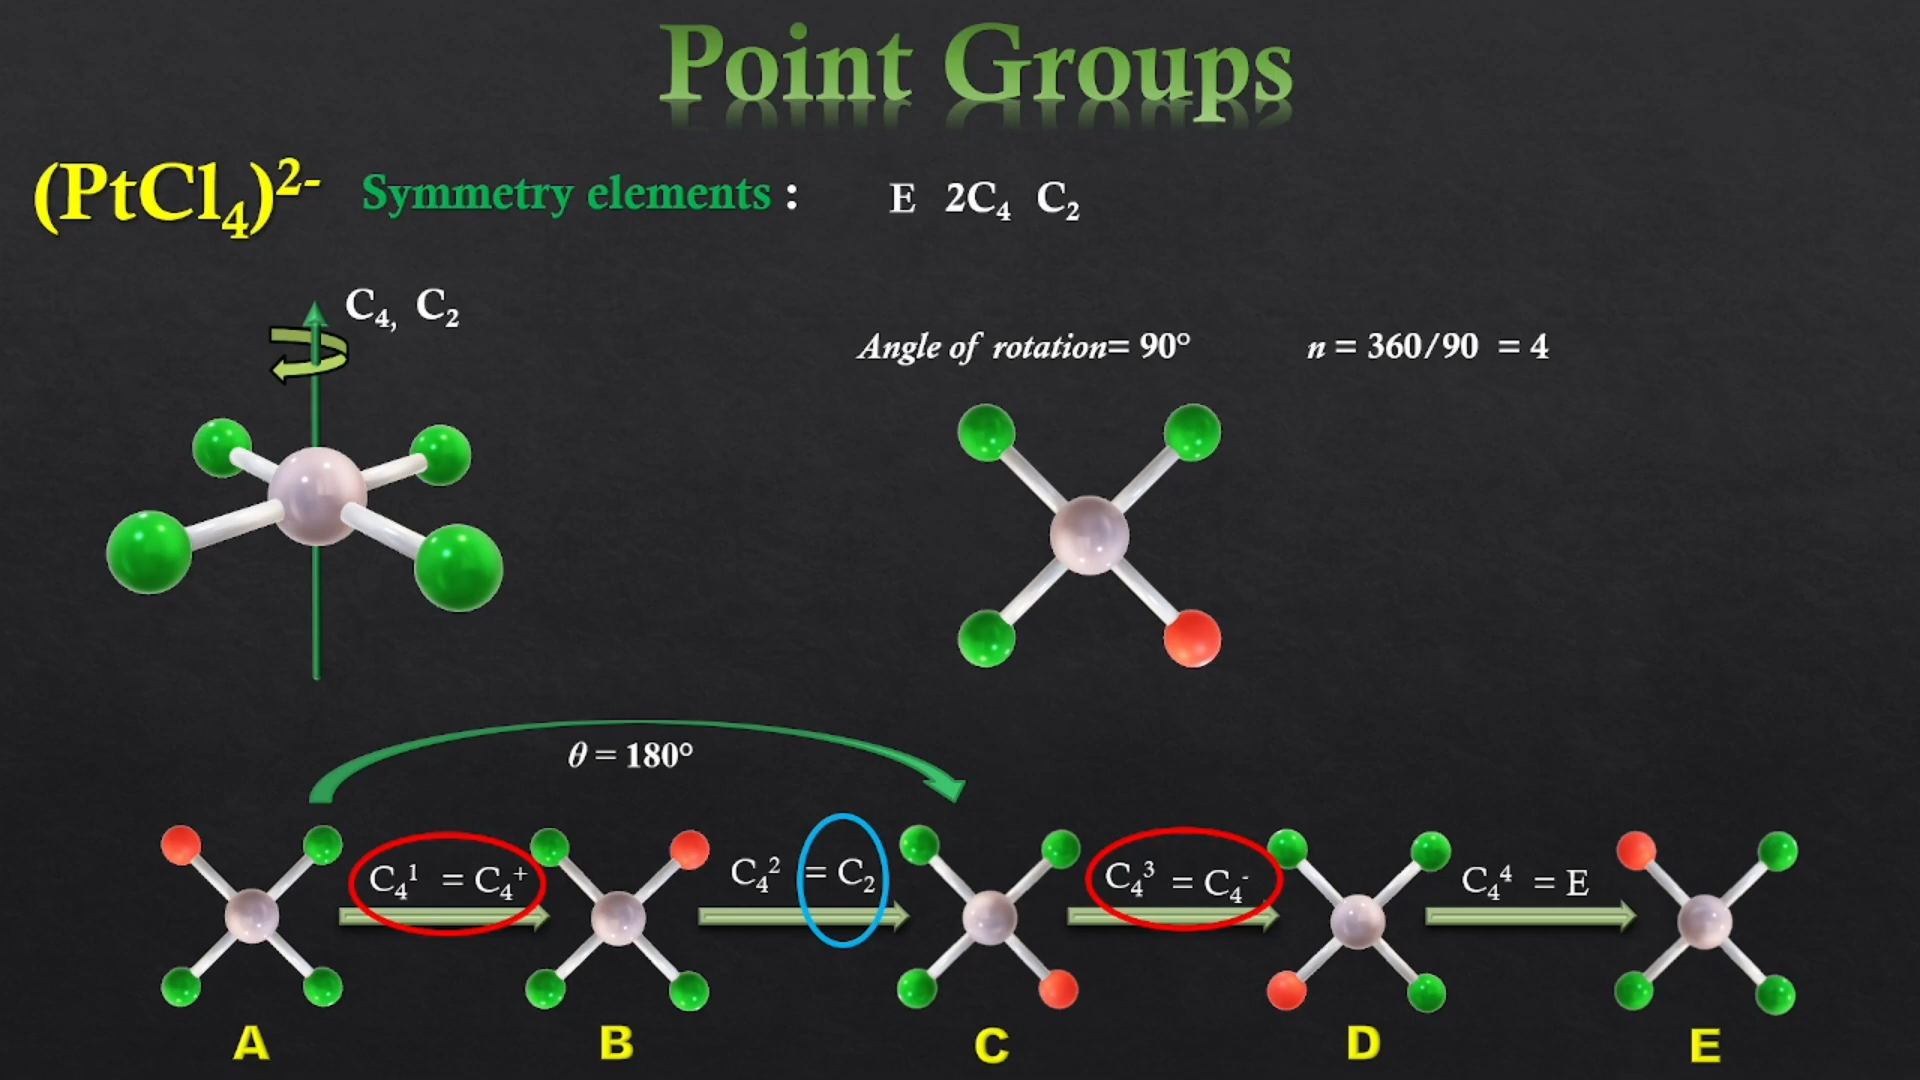 Point Groups
(PtCl₄)²⁻ Symmetry elements : E 2C₄ C₂
C₄, C₂
Angle of rotation= 90° n = 360/90 = 4
θ = 180°
C₄¹ = C₄⁺ C₄² = C₂ C₄³ = C₄⁻ C₄⁴ = E
A B C D E